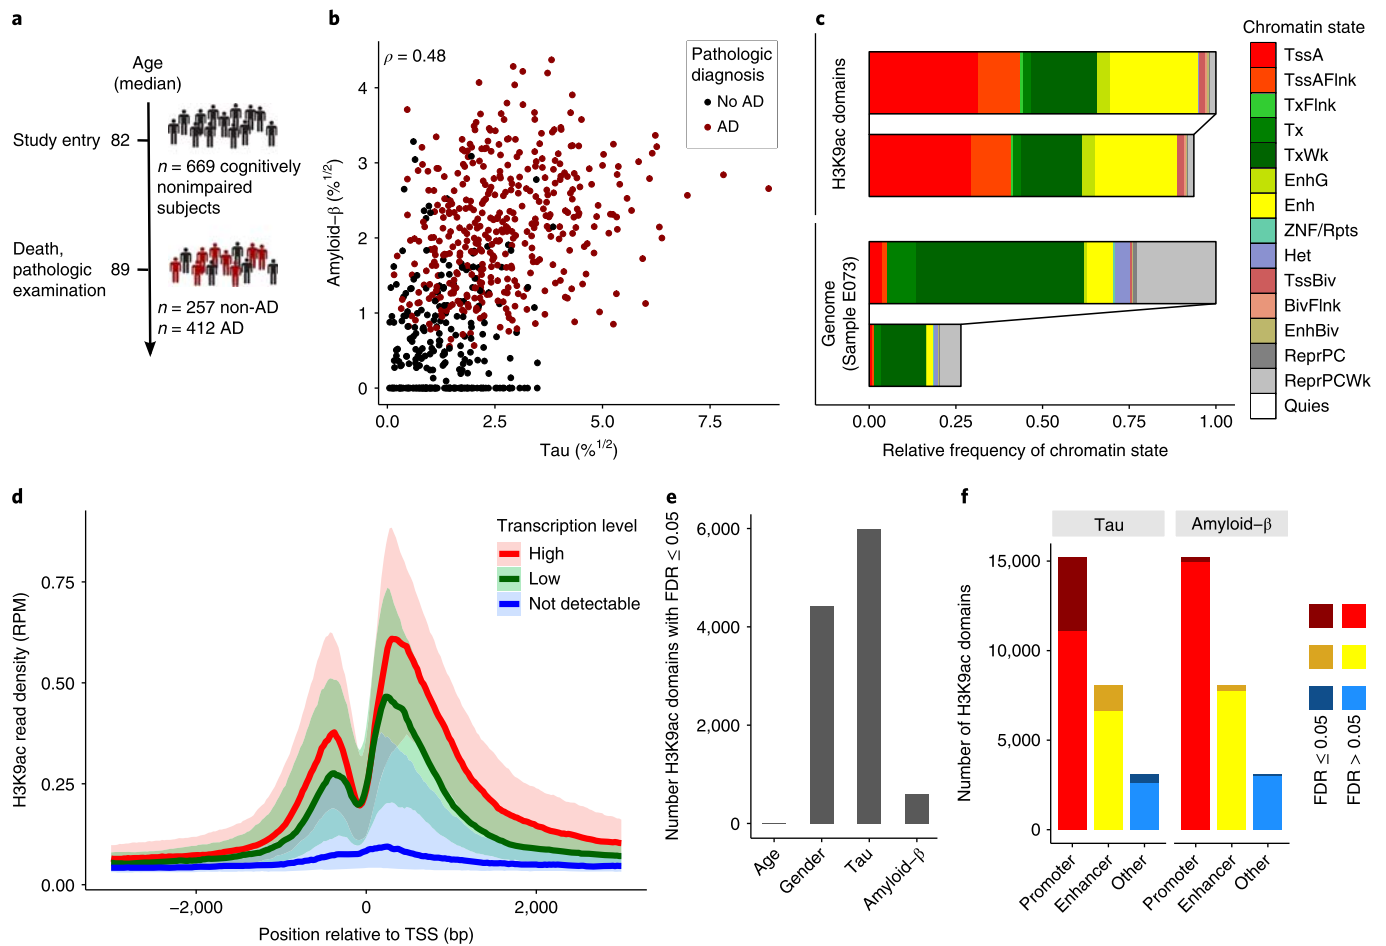 a
Age
(median)
Study entry
82
n = 669 cognitively
nonimpaired
subjects
Death,
pathologic
examination
89
n = 257 non-AD
n = 412 AD
b
ρ = 0.48
Pathologic
diagnosis
No AD
AD
Amyloid–β (%1/2)
4
3
2
1
0
0.0
2.5
5.0
7.5
Tau (%1/2)
c
H3K9ac domains
Genome
(Sample E073)
0.00
0.25
0.50
0.75
1.00
Relative frequency of chromatin state
Chromatin state
TssA
TssAFlnk
TxFlnk
Tx
TxWk
EnhG
Enh
ZNF/Rpts
Het
TssBiv
BivFlnk
EnhBiv
ReprPC
ReprPCWk
Quies
d
Transcription level
High
Low
Not detectable
H3K9ac read density (RPM)
0.75
0.50
0.25
0.00
–2,000
0
2,000
Position relative to TSS (bp)
e
Number H3K9ac domains with FDR ≤ 0.05
6,000
4,000
2,000
0
Age
Gender
Tau
Amyloid–β
f
Tau
Amyloid–β
Number of H3K9ac domains
15,000
10,000
5,000
0
Promoter
Enhancer
Other
Promoter
Enhancer
Other
FDR ≤ 0.05
FDR > 0.05